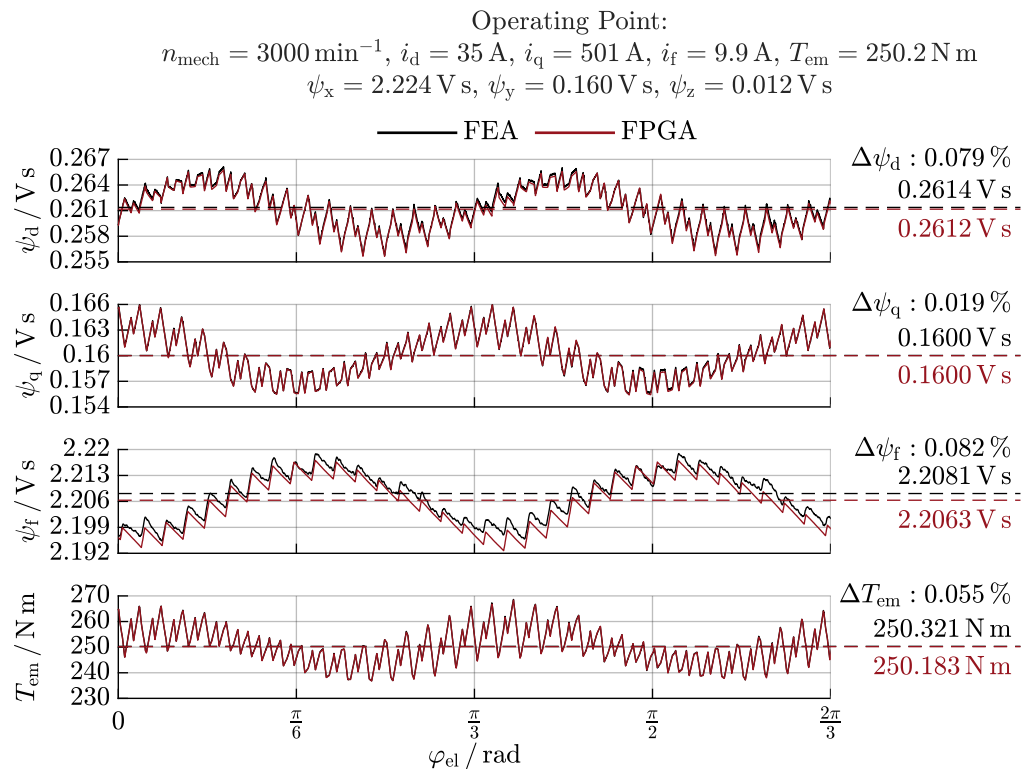 Operating Point:
n_mech = 3000 min⁻¹, i_d = 35 A, i_q = 501 A, i_f = 9.9 A, T_em = 250.2 N m
ψ_x = 2.224 V s, ψ_y = 0.160 V s, ψ_z = 0.012 V s
FEA FPGA
ψ_d / V s
0.267
0.264
0.261
0.258
0.255
Δψ_d : 0.079 %
0.2614 V s
0.2612 V s
ψ_q / V s
0.166
0.163
0.16
0.157
0.154
Δψ_q : 0.019 %
0.1600 V s
0.1600 V s
ψ_f / V s
2.22
2.213
2.206
2.199
2.192
Δψ_f : 0.082 %
2.2081 V s
2.2063 V s
T_em / N m
270
260
250
240
230
ΔT_em : 0.055 %
250.321 N m
250.183 N m
0 π/6 π/3 π/2 2π/3
φ_el / rad